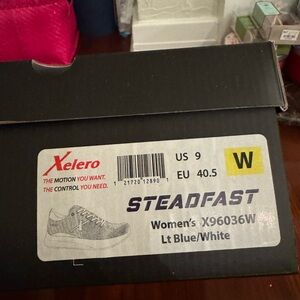 Xelero
THE MOTION YOU WANT.
THE CONTROL YOU NEED.
US 9
EU 40.5
W
STEADFAST
Women's X96036W
Lt Blue/White